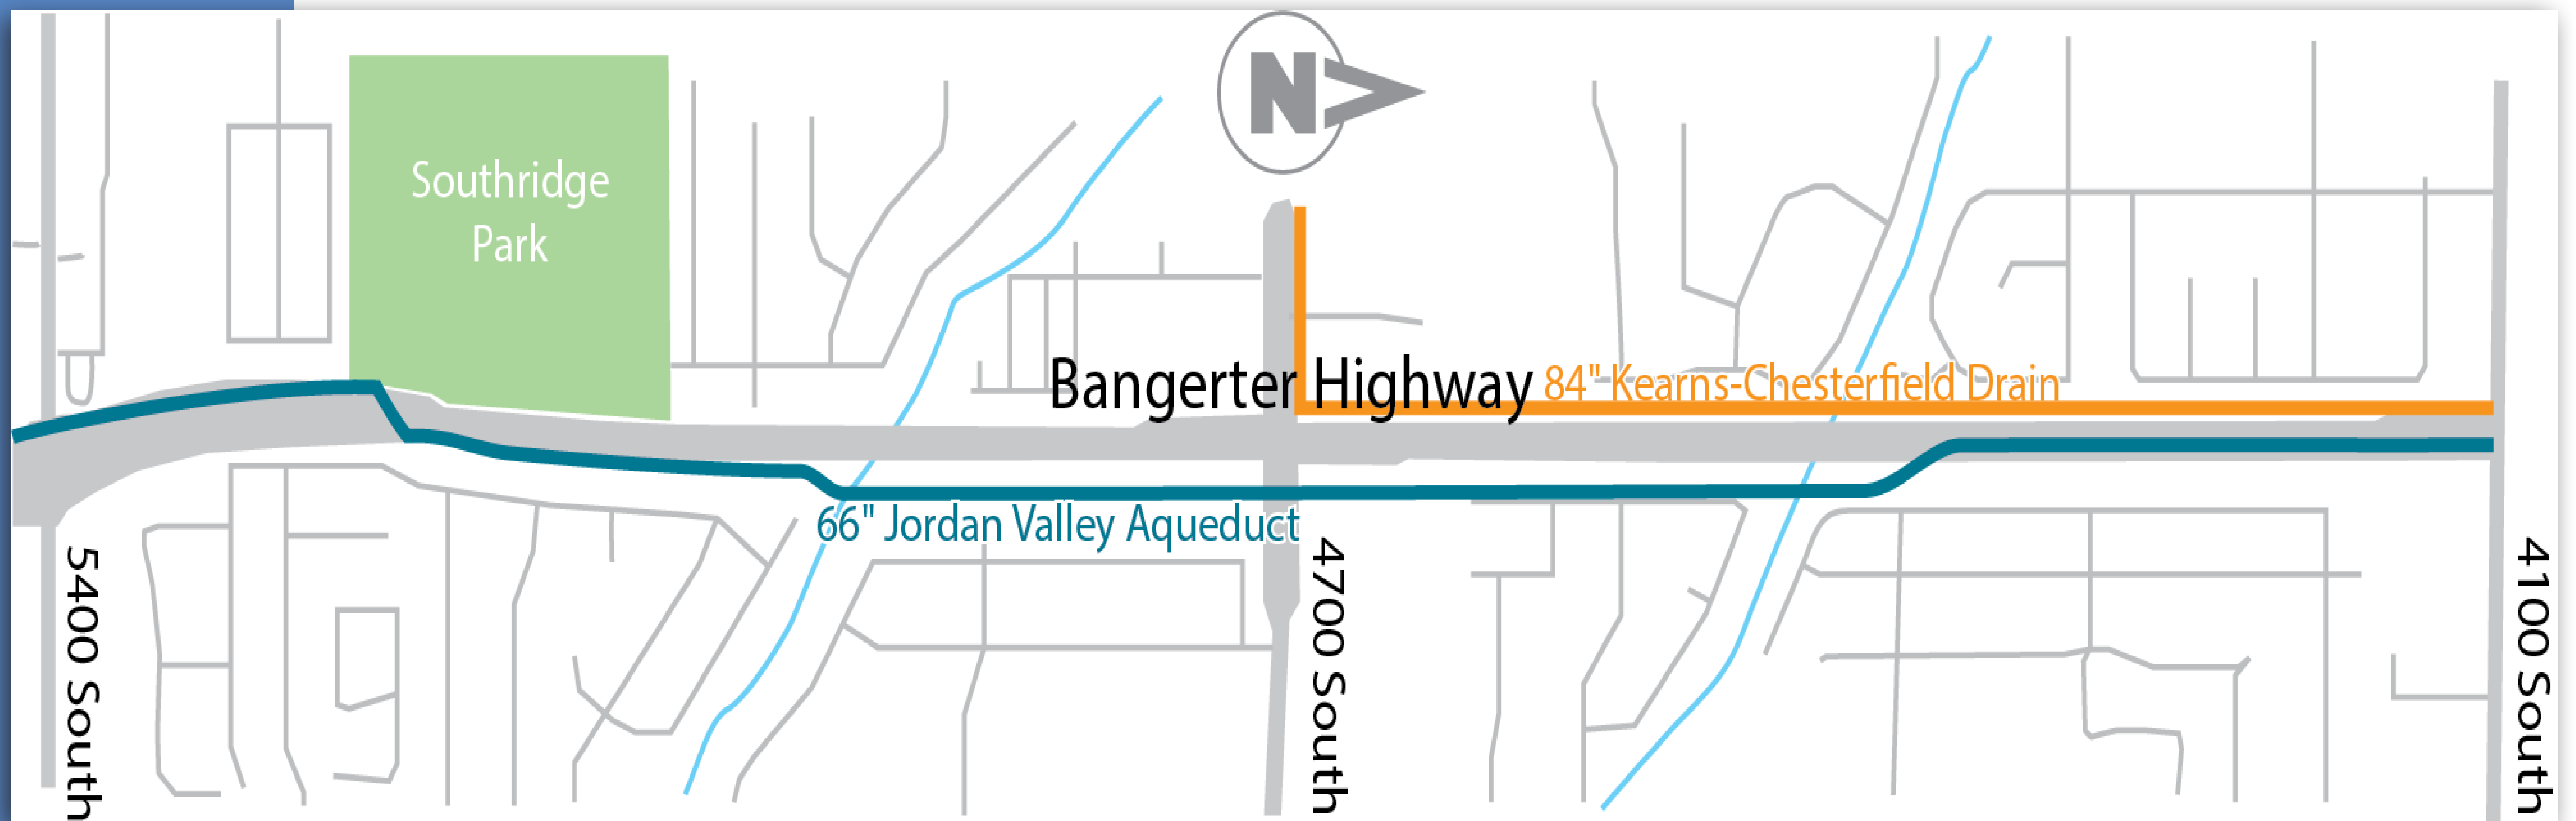 Southridge
Park
N
Bangerter Highway
84" Kearns-Chesterfield Drain
66" Jordan Valley Aqueduct
5400 South
4700 South
4100 South